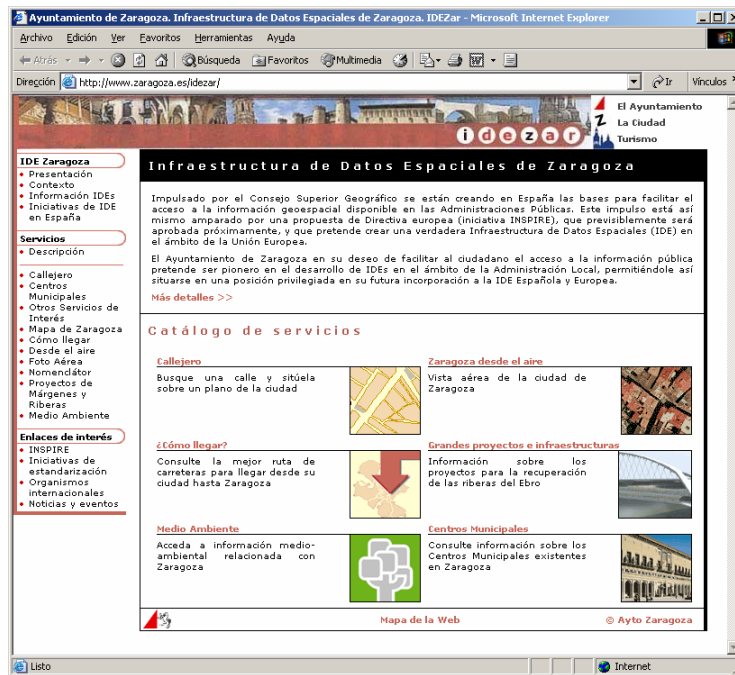 Ayuntamiento de Zaragoza. Infraestructura de Datos Espaciales de Zaragoza. IDEZar - Microsoft Internet Explorer
Archivo Edición Ver Favoritos Herramientas Ayuda
Atrás Búsqueda Favoritos Multimedia
Dirección http://www.zaragoza.es/idezar/ Ir Vínculos
idezar
El Ayuntamiento
La Ciudad
Turismo
IDE Zaragoza
Presentación
Contexto
Información IDEs
Iniciativas de IDE
en España
Servicios
Descripción
Callejero
Centros
Municipales
Otros Servicios de
Interés
Mapa de Zaragoza
Cómo llegar
Desde el aire
Foto Aérea
Nomenclátor
Proyectos de
Márgenes y
Riberas
Medio Ambiente
Enlaces de interés
INSPIRE
Iniciativas de
estandarización
Organismos
internacionales
Noticias y eventos
Infraestructura de Datos Espaciales de Zaragoza
Impulsado por el Consejo Superior Geográfico se están creando en España las bases para facilitar el
acceso a la información geoespacial disponible en las Administraciones Públicas. Este impulso está así
mismo amparado por una propuesta de Directiva europea (iniciativa INSPIRE), que previsiblemente será
aprobada próximamente, y que pretende crear una verdadera Infraestructura de Datos Espaciales (IDE) en
el ámbito de la Unión Europea.
El Ayuntamiento de Zaragoza en su deseo de facilitar al ciudadano el acceso a la información pública
pretende ser pionero en el desarrollo de IDEs en el ámbito de la Administración Local, permitiéndole así
situarse en una posición privilegiada en su futura incorporación a la IDE Española y Europea.
Más detalles >>
Catálogo de servicios
Callejero
Busque una calle y sitúela
sobre un plano de la ciudad
Zaragoza desde el aire
Vista aérea de la ciudad de
Zaragoza
¿Cómo llegar?
Consulte la mejor ruta de
carreteras para llegar desde su
ciudad hasta Zaragoza
Grandes proyectos e infraestructuras
Información sobre los
proyectos para la recuperación
de las riberas del Ebro
Medio Ambiente
Acceda a información medio-
ambiental relacionada con
Zaragoza
Centros Municipales
Consulte información sobre los
Centros Municipales existentes
en Zaragoza
Mapa de la Web
© Ayto Zaragoza
Listo Internet